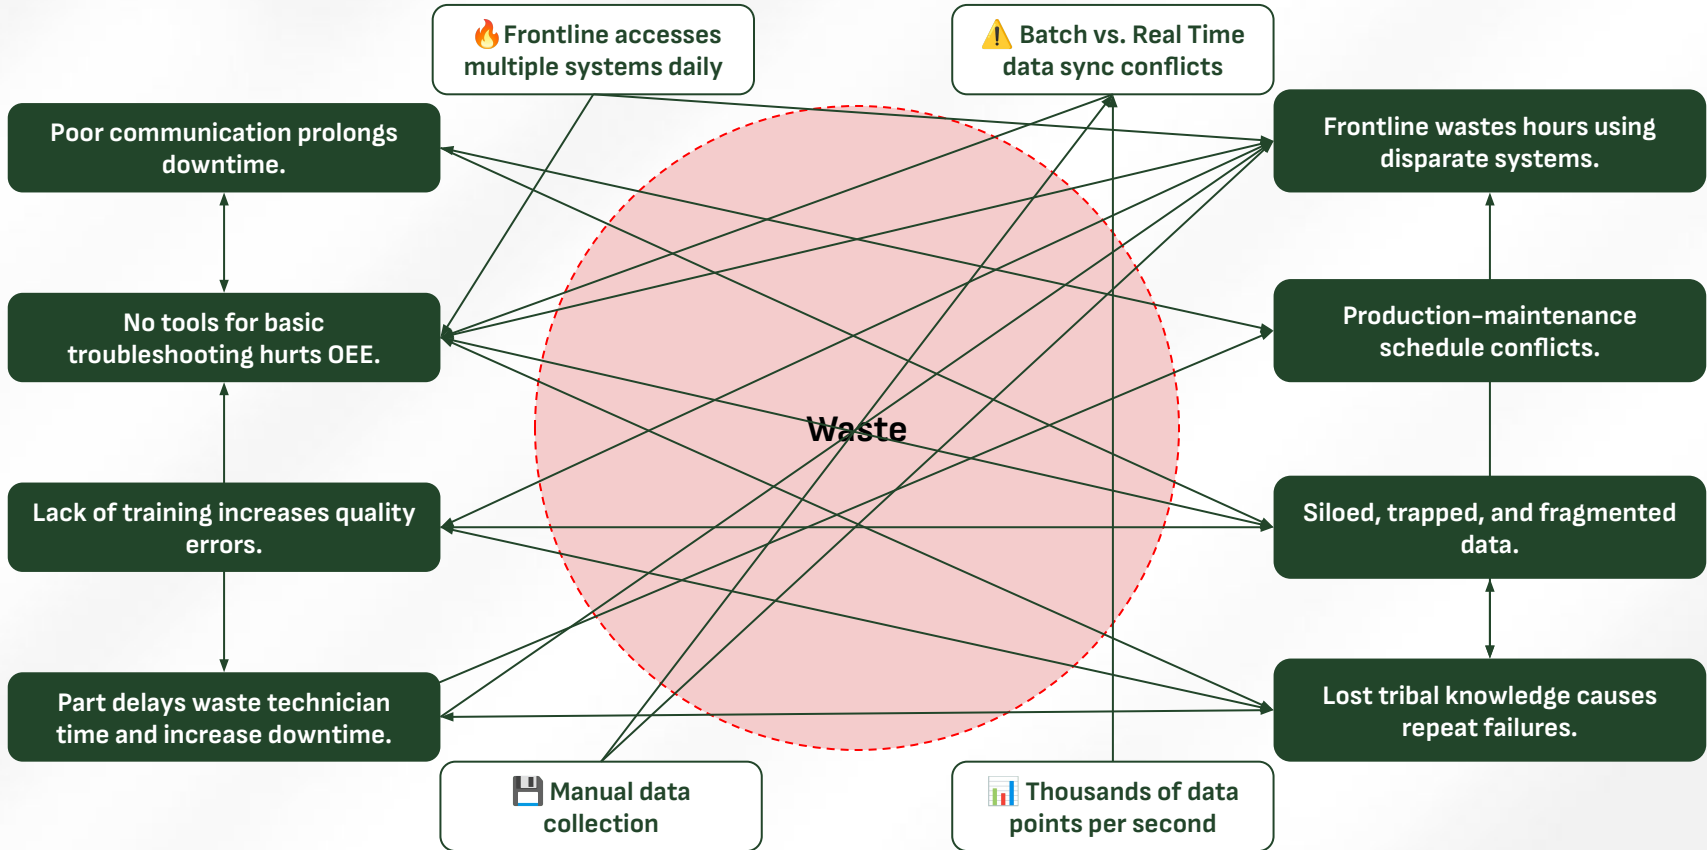 🔥Frontline accesses
multiple systems daily
⚠️ Batch vs. Real Time
data sync conflicts
Poor communication prolongs
downtime.
Frontline wastes hours using
disparate systems.
No tools for basic
troubleshooting hurts OEE.
Production-maintenance
schedule conflicts.
Waste
Lack of training increases quality
errors.
Siloed, trapped, and fragmented
data.
Part delays waste technician
time and increase downtime.
Lost tribal knowledge causes
repeat failures.
💾 Manual data
collection
📊 Thousands of data
points per second